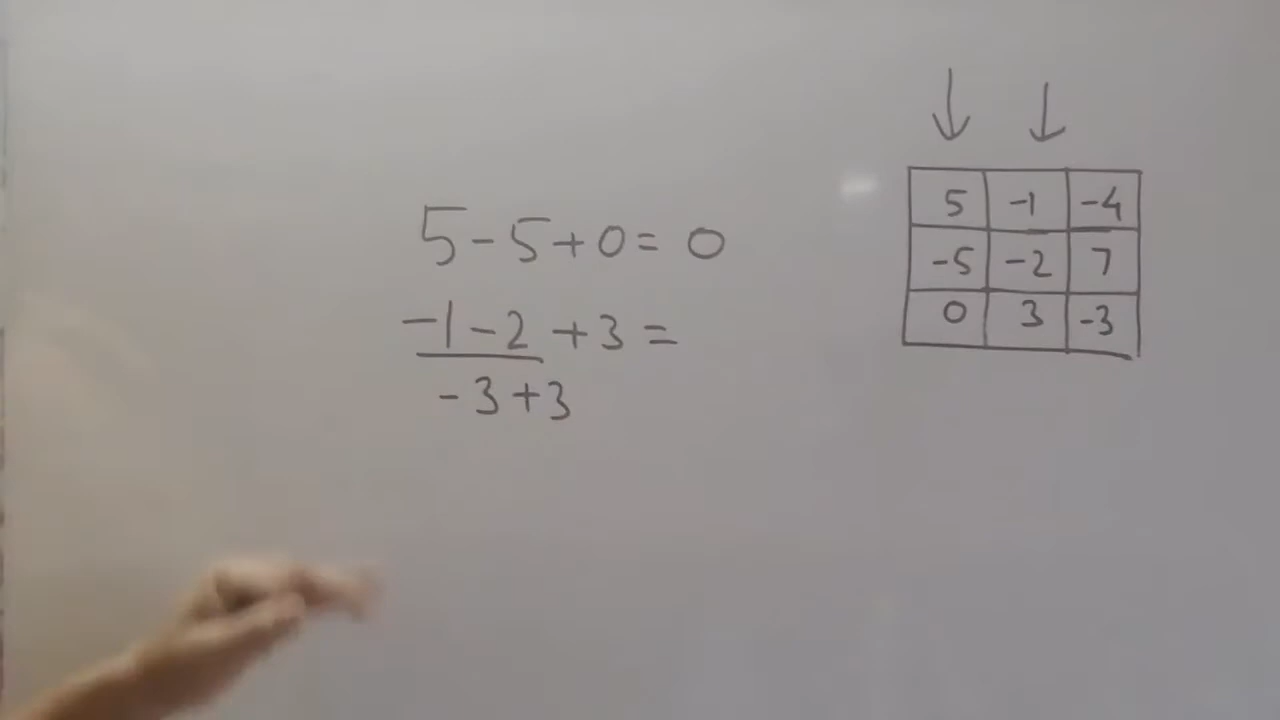 5 - 5 + 0 = 0
-1 - 2 + 3 =
-3 + 3
5 -1 -4
-5 -2 7
0 3 -3